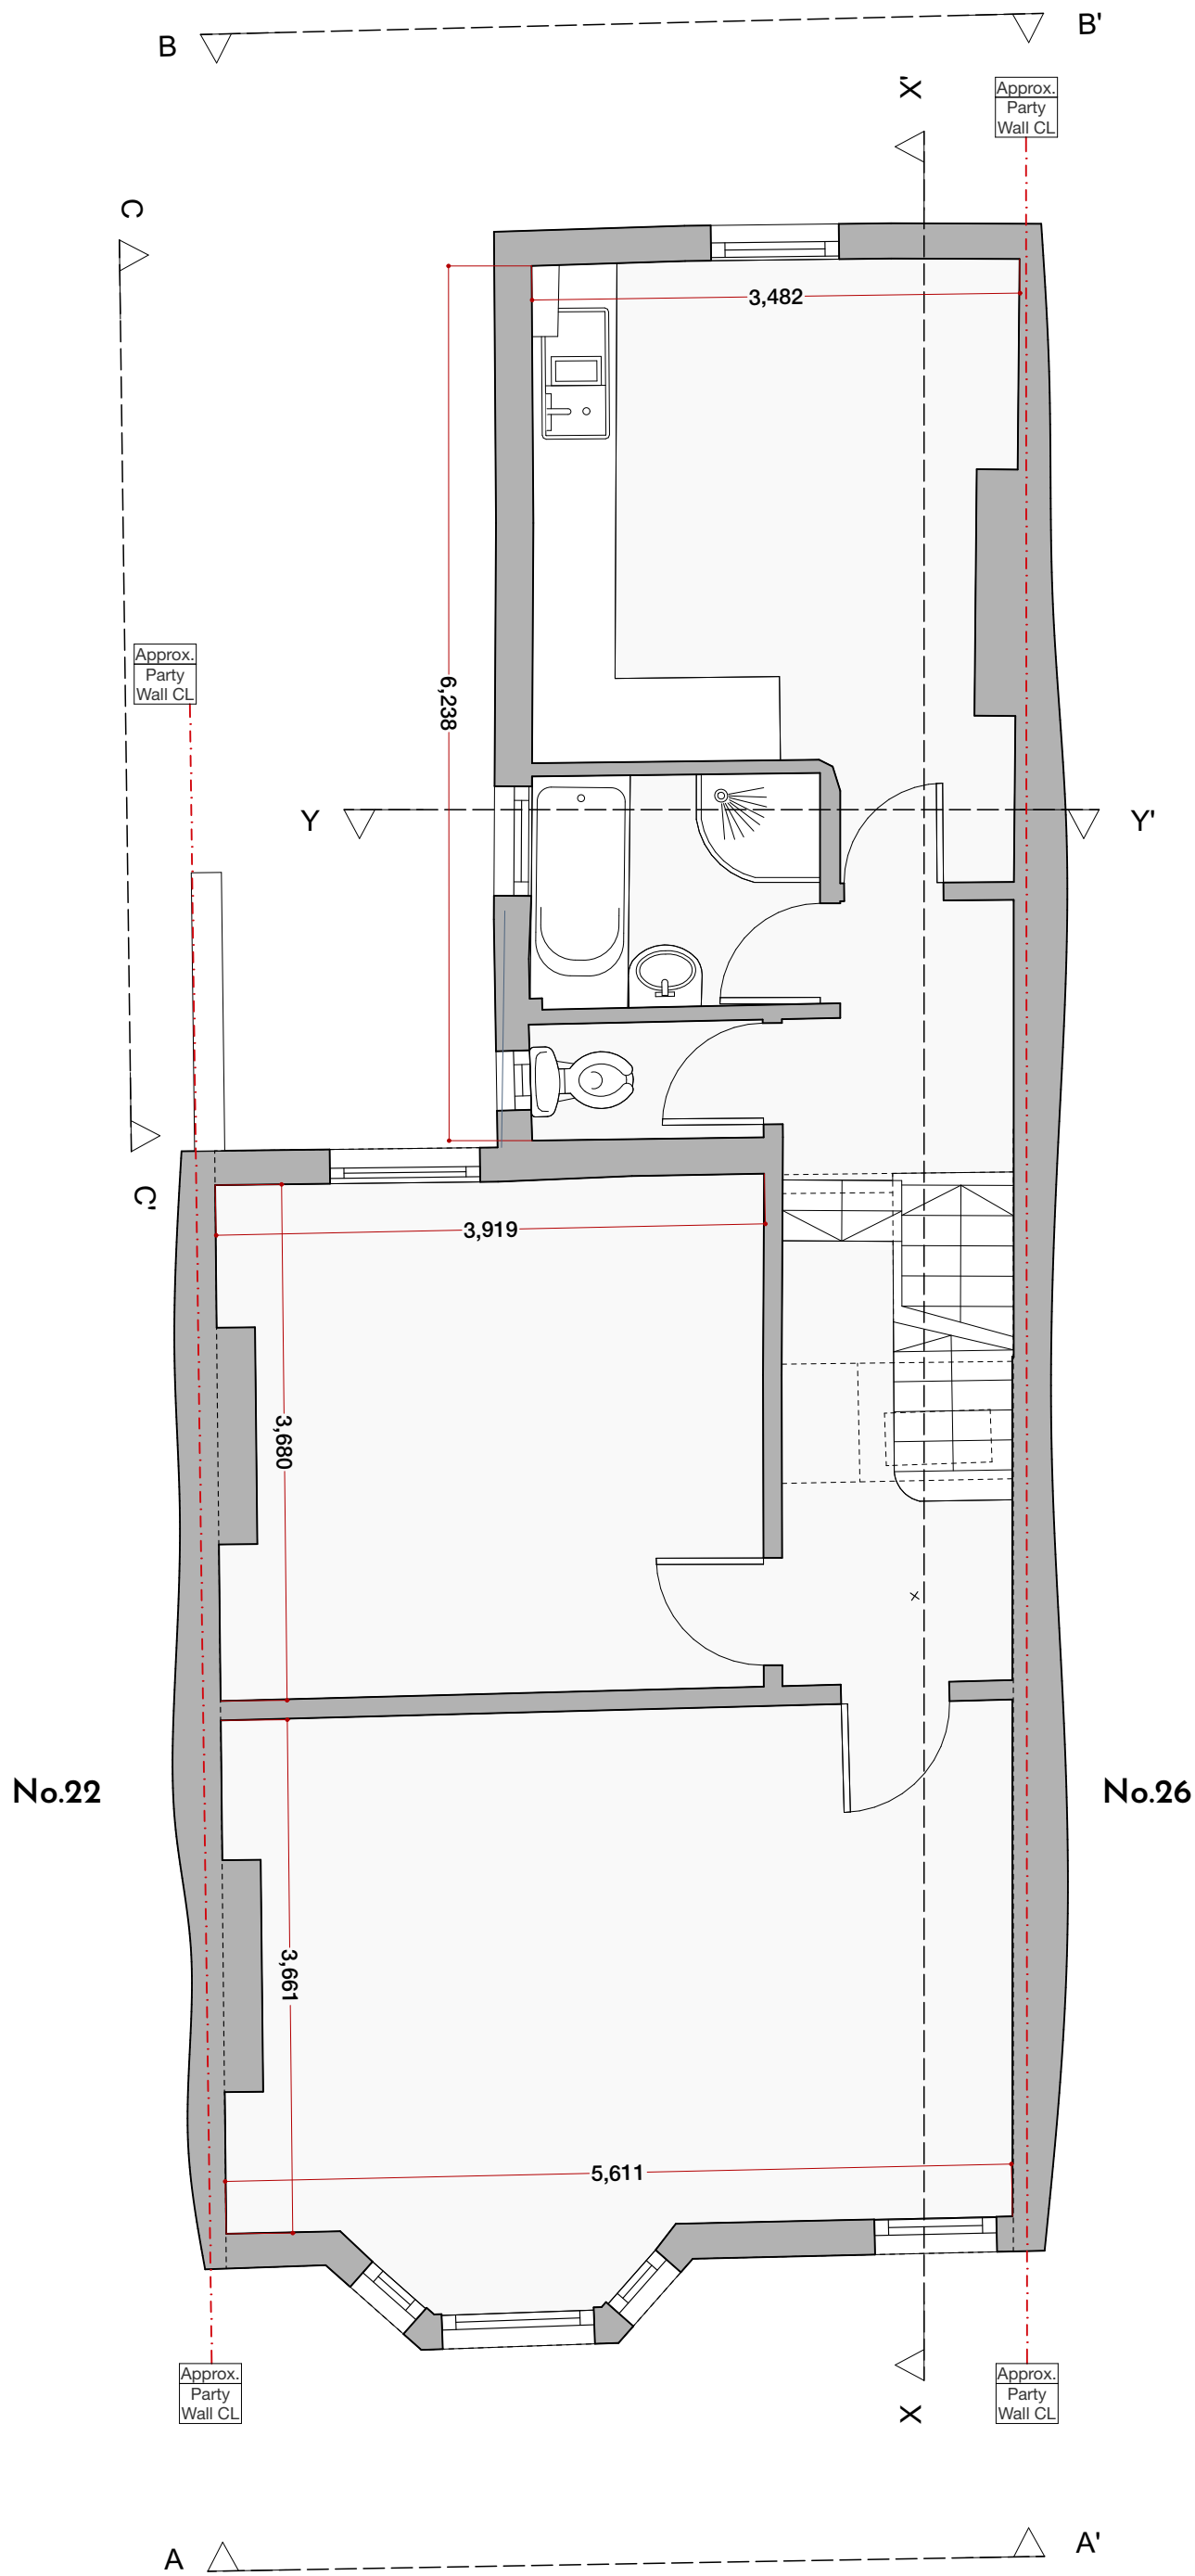 B
B'
X'
Approx.
Party
Wall CL
C
3,482
Approx.
Party
Wall CL
6,238
Y
Y'
C'
3,919
3,680
No.22
No.26
3,661
5,611
Approx.
Party
Wall CL
X
Approx.
Party
Wall CL
A
A'